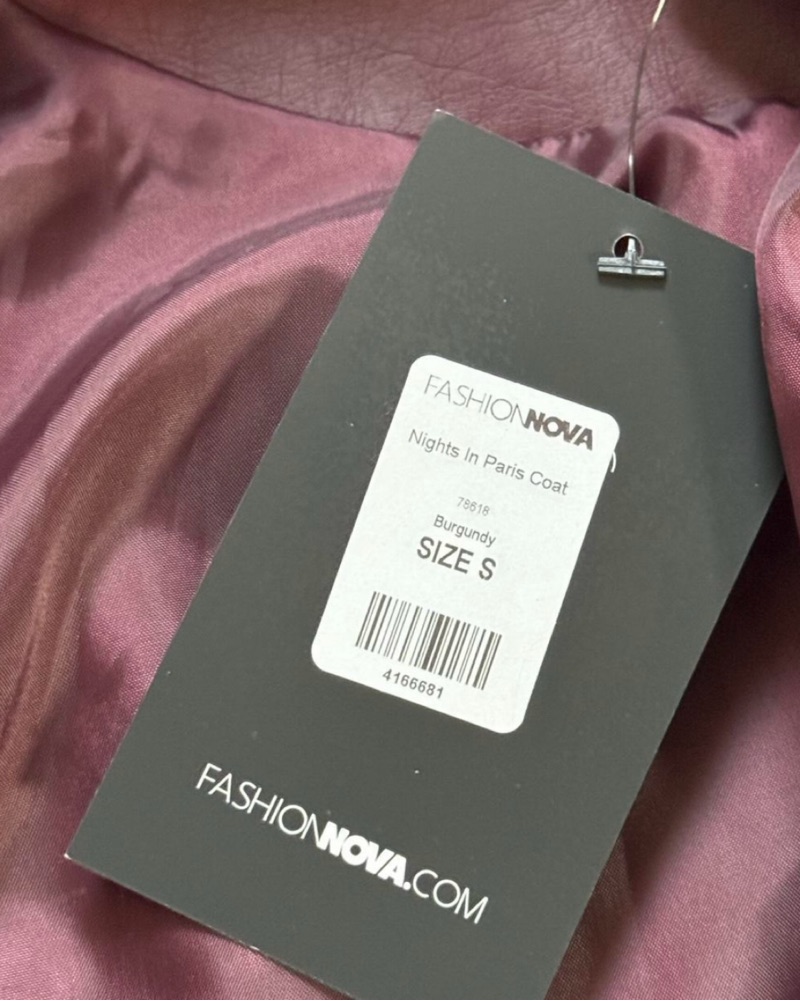 FASHIONNOVA
Nights In Paris Coat
78618
Burgundy
SIZE S
4166681
FASHIONNOVA.COM